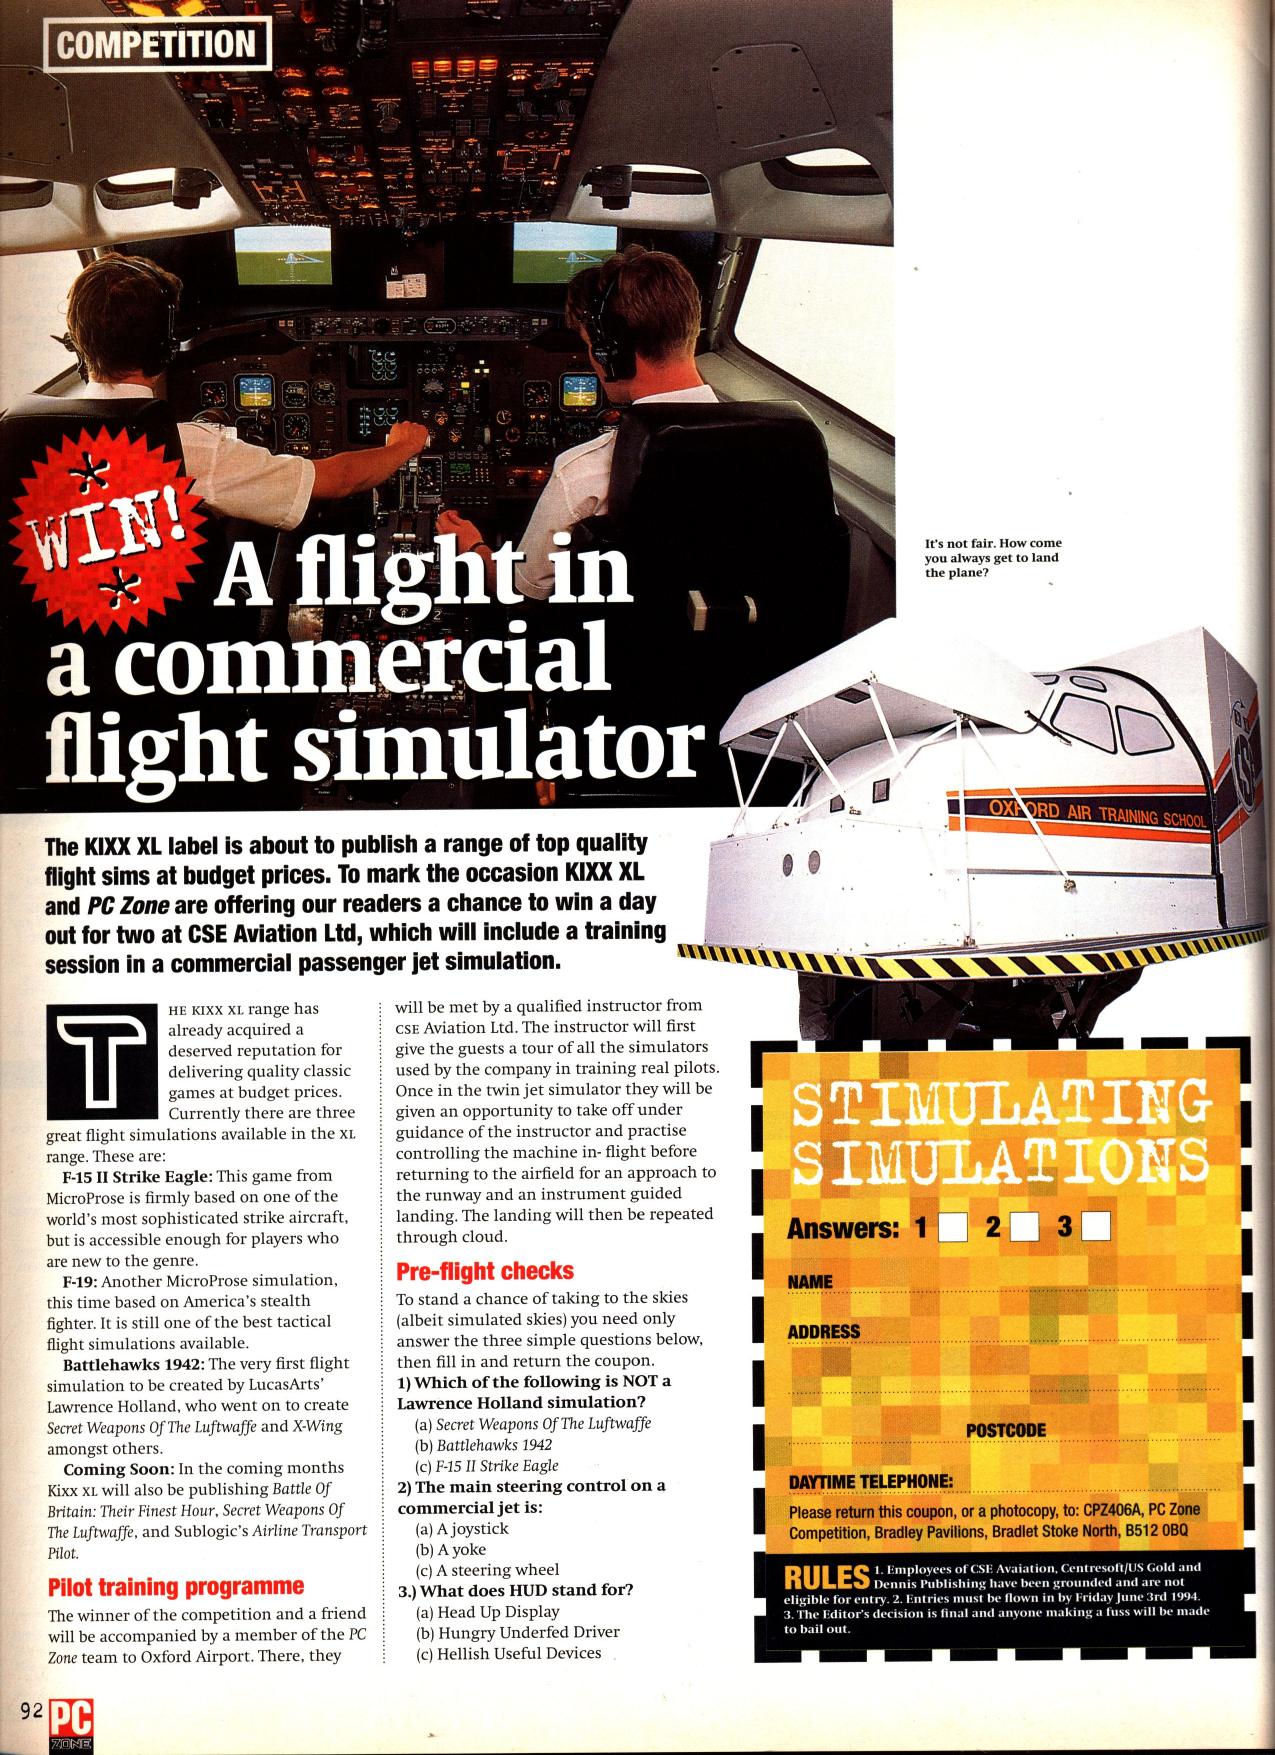 COMPETITION
*
WIN!
*
A flight in
a commercial
flight simulator
It's not fair. How come
you always get to land
the plane?
OXFORD AIR TRAINING SCHOOL
CSE
The KIXX XL label is about to publish a range of top quality
flight sims at budget prices. To mark the occasion KIXX XL
and PC Zone are offering our readers a chance to win a day
out for two at CSE Aviation Ltd, which will include a training
session in a commercial passenger jet simulation.
THE KIXX XL range has
already acquired a
deserved reputation for
delivering quality classic
games at budget prices.
Currently there are three
great flight simulations available in the XL
range. These are:
F-15 II Strike Eagle: This game from
MicroProse is firmly based on one of the
world's most sophisticated strike aircraft,
but is accessible enough for players who
are new to the genre.
F-19: Another MicroProse simulation,
this time based on America's stealth
fighter. It is still one of the best tactical
flight simulations available.
Battlehawks 1942: The very first flight
simulation to be created by LucasArts'
Lawrence Holland, who went on to create
Secret Weapons Of The Luftwaffe and X-Wing
amongst others.
Coming Soon: In the coming months
Kixx XL will also be publishing Battle Of
Britain: Their Finest Hour, Secret Weapons Of
The Luftwaffe, and Sublogic's Airline Transport
Pilot.
Pilot training programme
The winner of the competition and a friend
will be accompanied by a member of the PC
Zone team to Oxford Airport. There, they
will be met by a qualified instructor from
CSE Aviation Ltd. The instructor will first
give the guests a tour of all the simulators
used by the company in training real pilots.
Once in the twin jet simulator they will be
given an opportunity to take off under
guidance of the instructor and practise
controlling the machine in- flight before
returning to the airfield for an approach to
the runway and an instrument guided
landing. The landing will then be repeated
through cloud.
Pre-flight checks
To stand a chance of taking to the skies
(albeit simulated skies) you need only
answer the three simple questions below,
then fill in and return the coupon.
1) Which of the following is NOT a
Lawrence Holland simulation?
(a) Secret Weapons Of The Luftwaffe
(b) Battlehawks 1942
(c) F-15 II Strike Eagle
2) The main steering control on a
commercial jet is:
(a) A joystick
(b) A yoke
(c) A steering wheel
3.) What does HUD stand for?
(a) Head Up Display
(b) Hungry Underfed Driver
(c) Hellish Useful Devices
STIMULATING
SIMULATIONS
Answers: 1 2 3
NAME
ADDRESS
POSTCODE
DAYTIME TELEPHONE:
Please return this coupon, or a photocopy, to: CPZ406A, PC Zone
Competition, Bradley Pavilions, Bradlet Stoke North, B512 0BQ
RULES 1. Employees of CSE Avaiation, Centresoft/US Gold and
Dennis Publishing have been grounded and are not
eligible for entry. 2. Entries must be flown in by Friday June 3rd 1994.
3. The Editor's decision is final and anyone making a fuss will be made
to bail out.
92 PC
ZONE